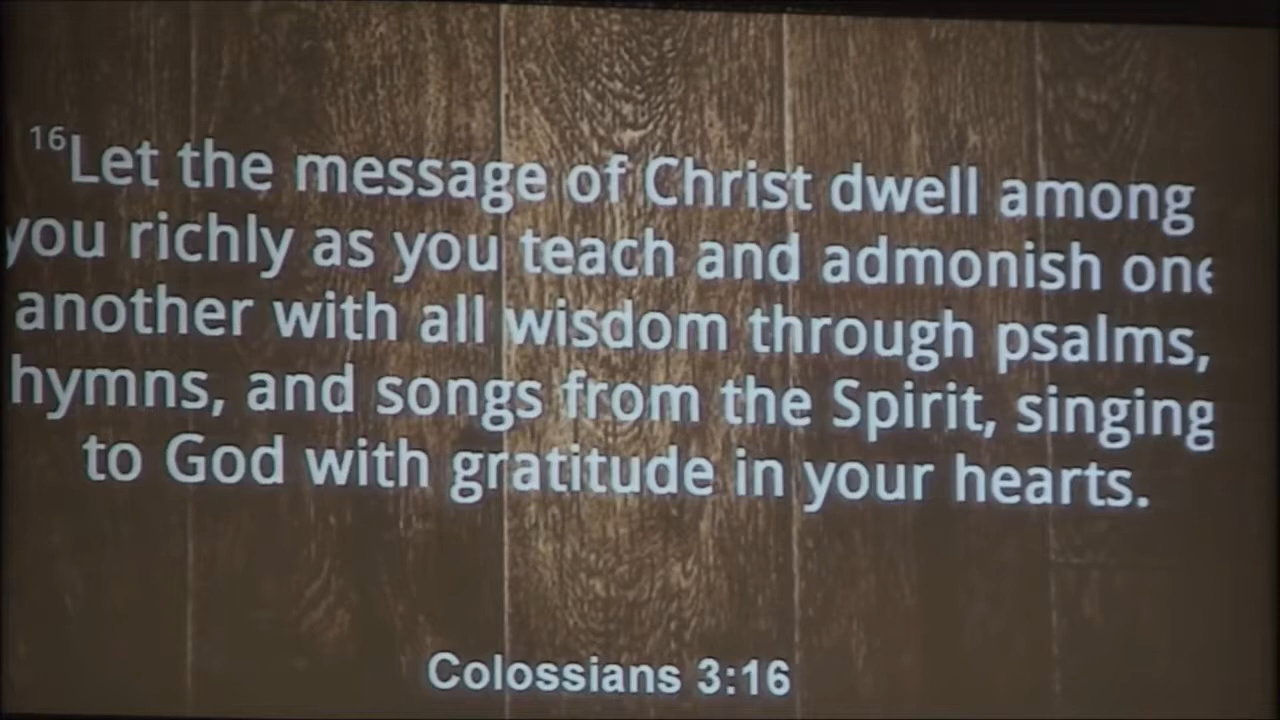 16Let the message of Christ dwell among
you richly as you teach and admonish one
another with all wisdom through psalms,
hymns, and songs from the Spirit, singing
to God with gratitude in your hearts.
Colossians 3:16